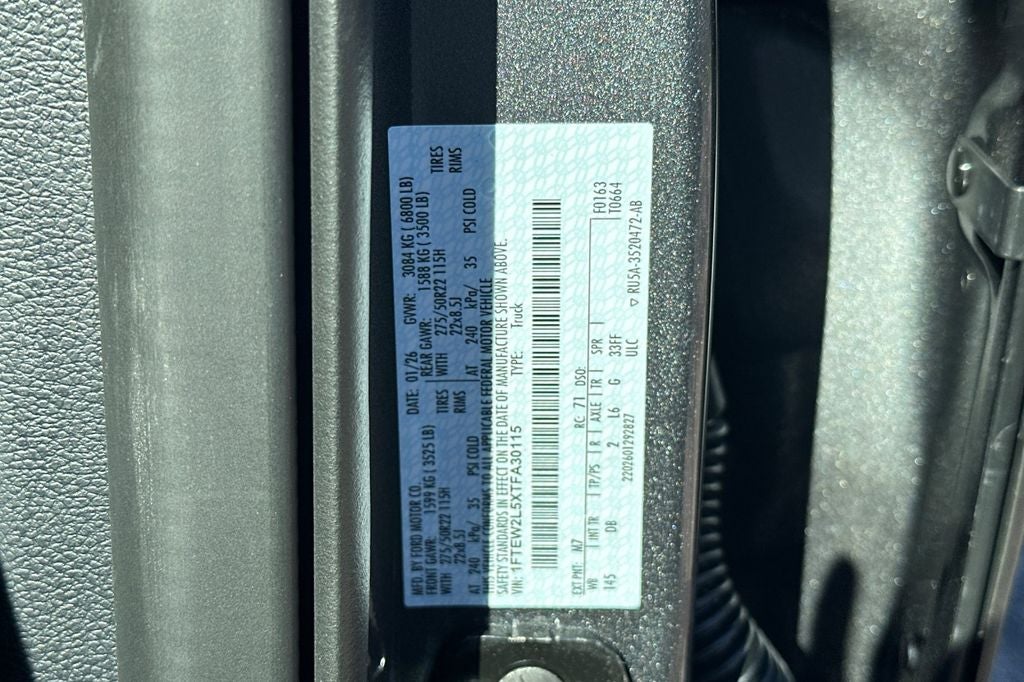 MFD. BY FORD MOTOR CO. DATE: 01/26 GVWR: 3084 KG ( 6800 LB)
FRONT GAWR: 1599 KG ( 3525 LB) REAR GAWR: 1588 KG ( 3500 LB)
WITH 275/50R22 115H TIRES WITH 275/50R22 115H TIRES
22x8.5J RIMS 22x8.5J RIMS
AT 240 kPa/ 35 PSI COLD AT 240 kPa/ 35 PSI COLD
THIS VEHICLE CONFORMS TO ALL APPLICABLE FEDERAL MOTOR VEHICLE
SAFETY STANDARDS IN EFFECT ON THE DATE OF MANUFACTURE SHOWN ABOVE.
VIN: 1FTEW2L5XTFA30115 TYPE: Truck
EXT PNT: M7 RC: 71 DSO: F0163
WB INT TR TP/PS R AXLE TR SPR T0664
145 DB 2 L6 G 33FF
ULC
2202601292827 ▽ RU5A-3520472-AB